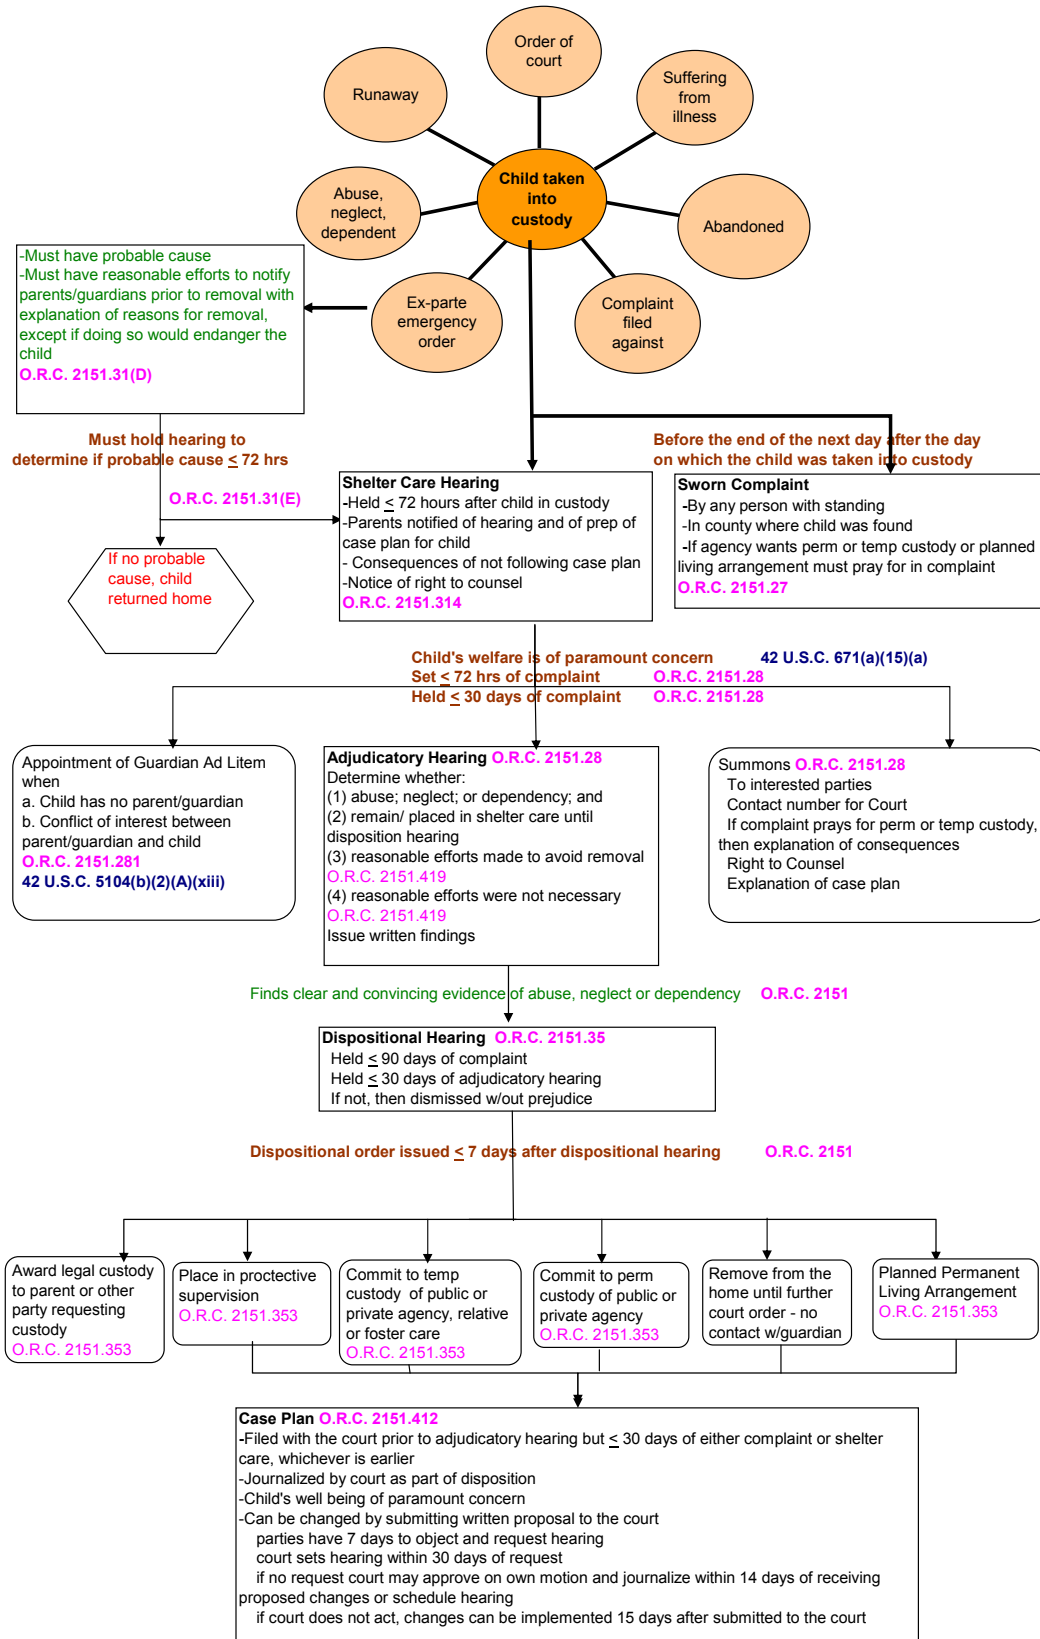 Order of
court
Runaway
Suffering
from
illness
Child taken
into
custody
Abuse,
neglect,
dependent
Abandoned
Ex-parte
emergency
order
Complaint
filed
against
-Must have probable cause
-Must have reasonable efforts to notify
parents/guardians prior to removal with
explanation of reasons for removal,
except if doing so would endanger the
child
O.R.C. 2151.31(D)
Must hold hearing to
determine if probable cause < 72 hrs
O.R.C. 2151.31(E)
If no probable
cause, child
returned home
Before the end of the next day after the day
on which the child was taken into custody
Shelter Care Hearing
-Held < 72 hours after child in custody
-Parents notified of hearing and of prep of
case plan for child
- Consequences of not following case plan
-Notice of right to counsel
O.R.C. 2151.314
Sworn Complaint
-By any person with standing
-In county where child was found
-If agency wants perm or temp custody or planned
living arrangement must pray for in complaint
O.R.C. 2151.27
Child's welfare is of paramount concern 42 U.S.C. 671(a)(15)(a)
Set < 72 hrs of complaint O.R.C. 2151.28
Held < 30 days of complaint O.R.C. 2151.28
Appointment of Guardian Ad Litem
when
a. Child has no parent/guardian
b. Conflict of interest between
parent/guardian and child
O.R.C. 2151.281
42 U.S.C. 5104(b)(2)(A)(xiii)
Adjudicatory Hearing O.R.C. 2151.28
Determine whether:
(1) abuse; neglect; or dependency; and
(2) remain/ placed in shelter care until
disposition hearing
(3) reasonable efforts made to avoid removal
O.R.C. 2151.419
(4) reasonable efforts were not necessary
O.R.C. 2151.419
Issue written findings
Summons O.R.C. 2151.28
To interested parties
Contact number for Court
If complaint prays for perm or temp custody,
then explanation of consequences
Right to Counsel
Explanation of case plan
Finds clear and convincing evidence of abuse, neglect or dependency O.R.C. 2151
Dispositional Hearing O.R.C. 2151.35
Held < 90 days of complaint
Held < 30 days of adjudicatory hearing
If not, then dismissed w/out prejudice
Dispositional order issued < 7 days after dispositional hearing O.R.C. 2151
Award legal custody
to parent or other
party requesting
custody
O.R.C. 2151.353
Place in proctective
supervision
O.R.C. 2151.353
Commit to temp
custody of public or
private agency, relative
or foster care
O.R.C. 2151.353
Commit to perm
custody of public or
private agency
O.R.C. 2151.353
Remove from the
home until further
court order - no
contact w/guardian
Planned Permanent
Living Arrangement
O.R.C. 2151.353
Case Plan O.R.C. 2151.412
-Filed with the court prior to adjudicatory hearing but < 30 days of either complaint or shelter
care, whichever is earlier
-Journalized by court as part of disposition
-Child's well being of paramount concern
-Can be changed by submitting written proposal to the court
parties have 7 days to object and request hearing
court sets hearing within 30 days of request
if no request court may approve on own motion and journalize within 14 days of receiving
proposed changes or schedule hearing
if court does not act, changes can be implemented 15 days after submitted to the court